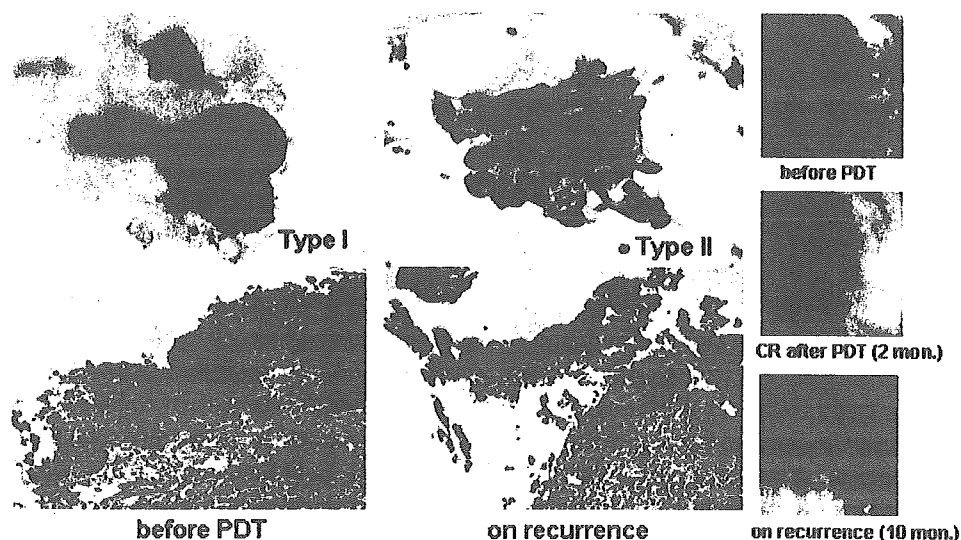 Type I
Type II
before PDT
on recurrence
before PDT
CR after PDT (2 mon.)
on recurrence (10 mon.)